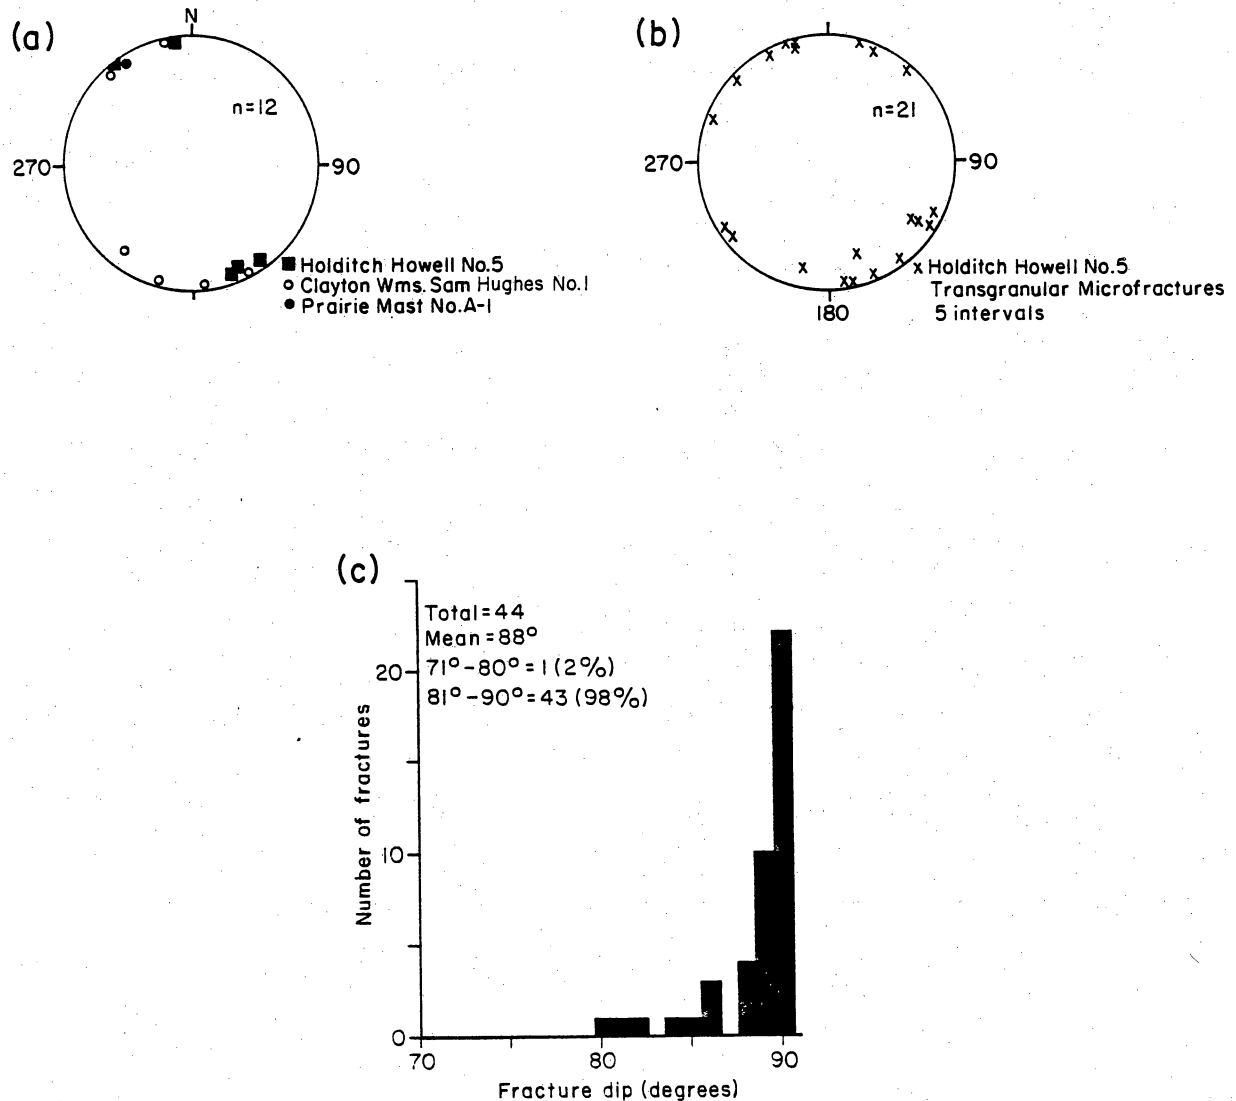 (a)
N
n=12
270
90
Holditch Howell No.5
Clayton Wms. Sam Hughes No.1
Prairie Mast No.A-1
(b)
n=21
270
90
180
x Holditch Howell No.5
Transgranular Microfractures
5 intervals
(c)
Total=44
Mean=88°
71°-80°=1(2%)
81°-90°=43(98%)
20
10
0
Number of fractures
70
80
90
Fracture dip (degrees)